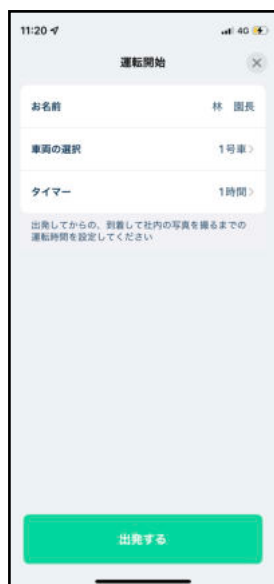 11:20
4G
運転開始
お名前 林 園長
車両の選択 1号車
タイマー 1時間
出発してからの、到着して社内の写真を撮るまでの
運転時間を設定してください
出発する